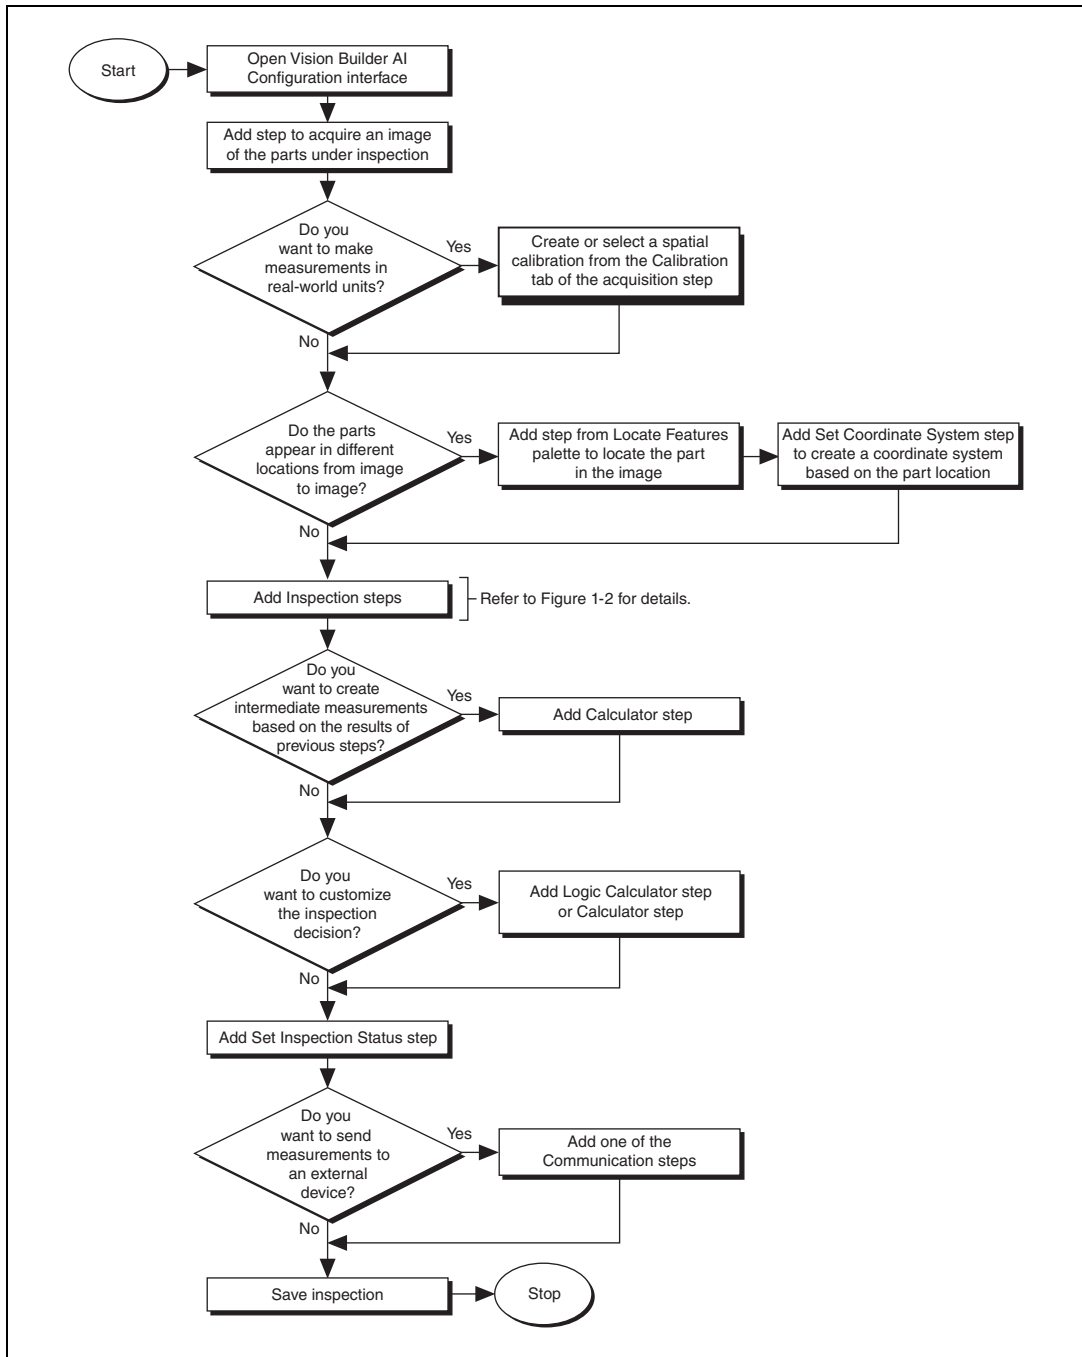 Start
Open Vision Builder AI
Configuration interface
Add step to acquire an image
of the parts under inspection
Do you
want to make
measurements in
real-world units?
Yes
Create or select a spatial
calibration from the Calibration
tab of the acquisition step
No
Do the parts
appear in different
locations from image
to image?
Yes
Add step from Locate Features
palette to locate the part
in the image
Add Set Coordinate System step
to create a coordinate system
based on the part location
No
Add Inspection steps
Refer to Figure 1-2 for details.
Do you
want to create
intermediate measurements
based on the results of
previous steps?
Yes
Add Calculator step
No
Do you
want to customize
the inspection
decision?
Yes
Add Logic Calculator step
or Calculator step
No
Add Set Inspection Status step
Do you
want to send
measurements to
an external
device?
Yes
Add one of the
Communication steps
No
Save inspection
Stop